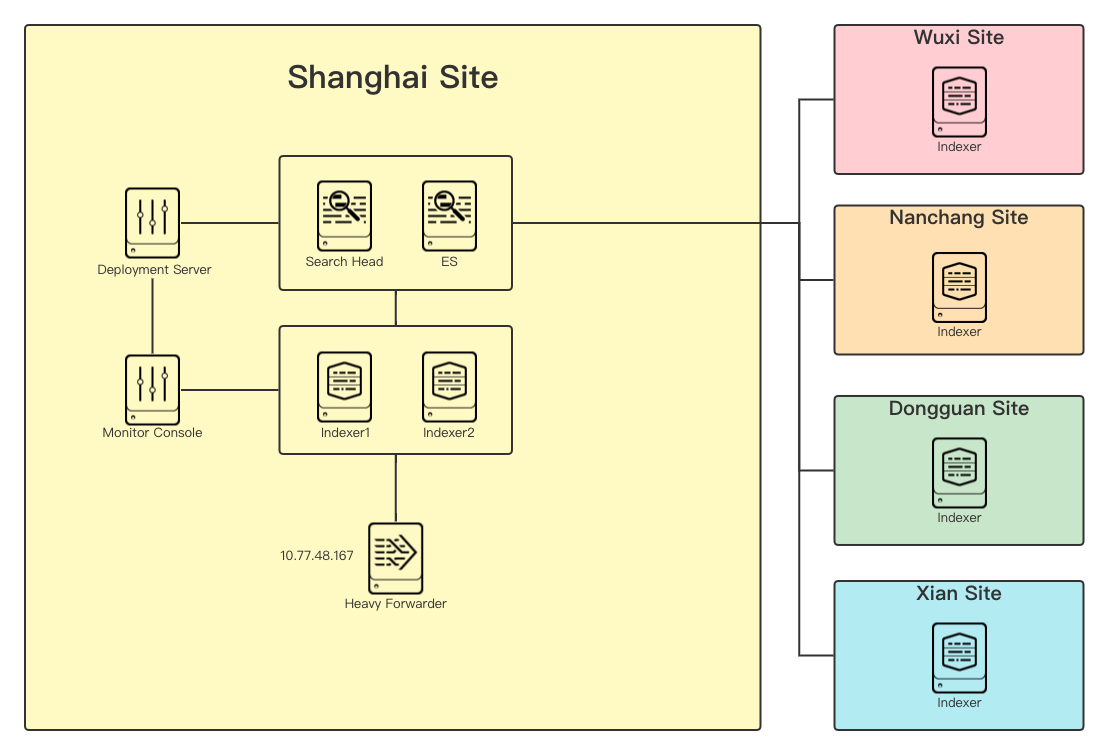 Shanghai Site
Search Head
ES
Deployment Server
Indexer1
Indexer2
Monitor Console
10.77.48.167
Heavy Forwarder
Wuxi Site
Indexer
Nanchang Site
Indexer
Dongguan Site
Indexer
Xian Site
Indexer